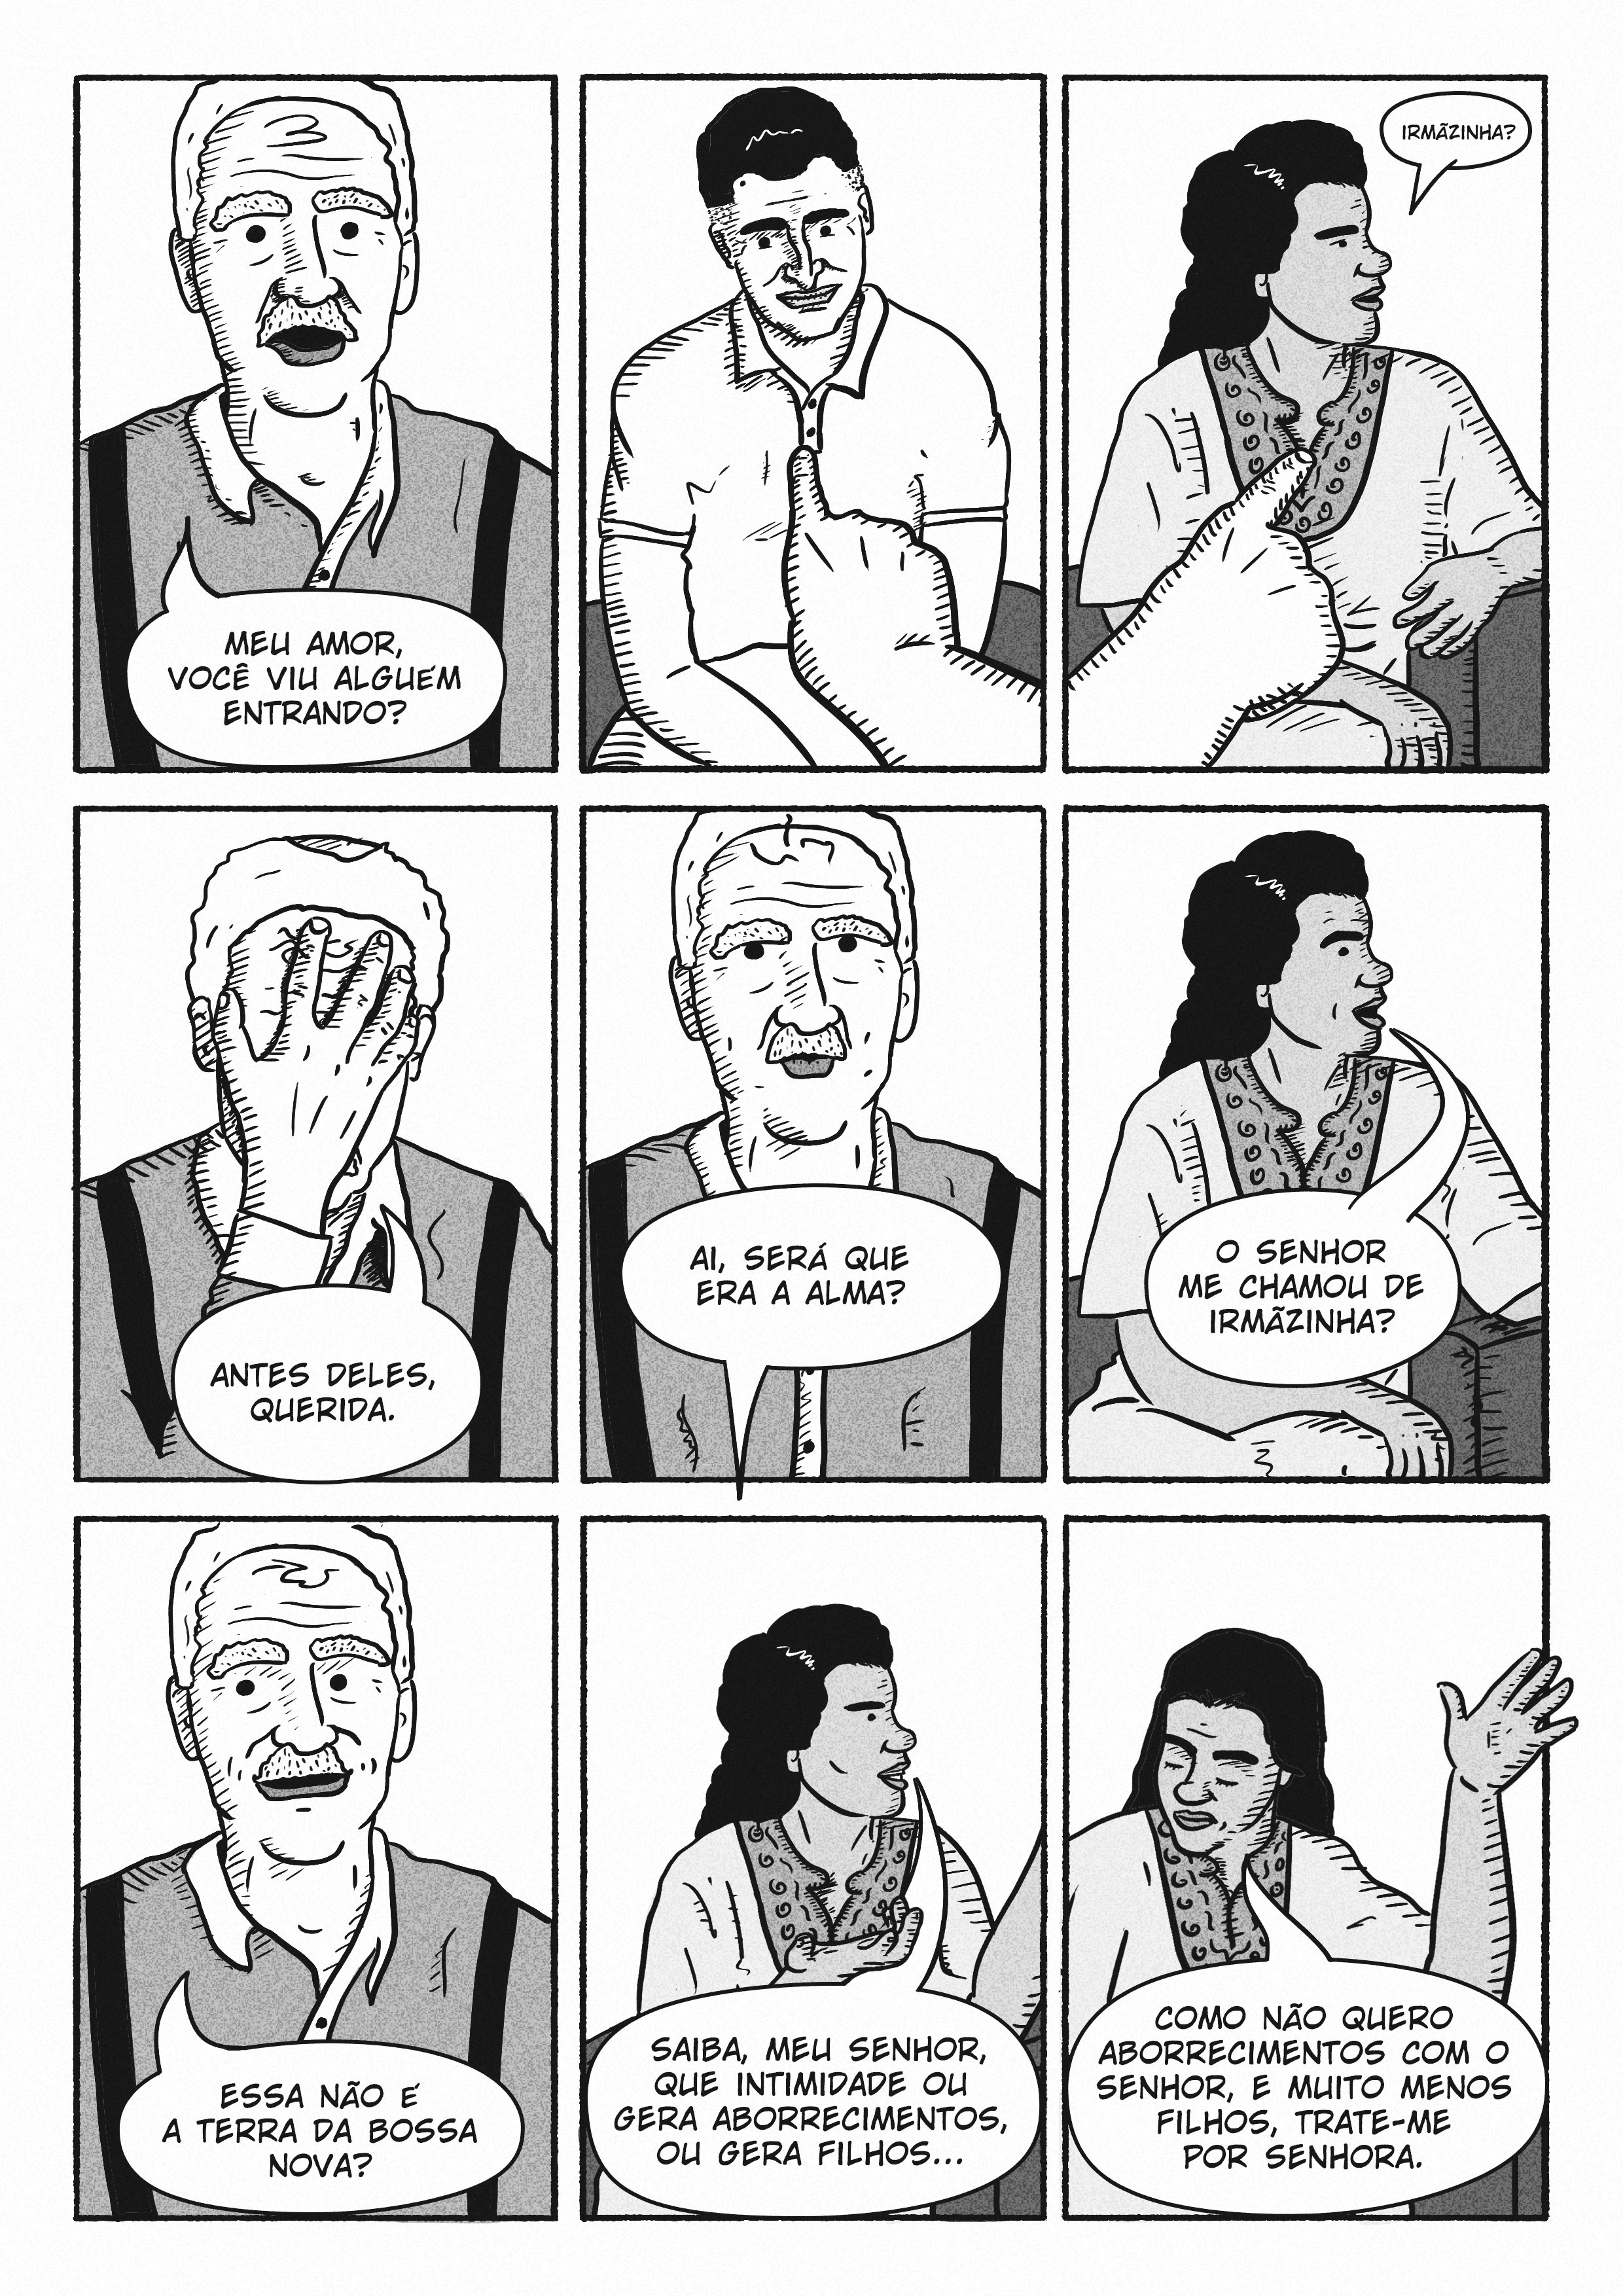 MEU AMOR,
VOCÊ VIU ALGUÉM
ENTRANDO?
IRMÃZINHA?
ANTES DELES,
QUERIDA.
AI, SERÁ QUE
ERA A ALMA?
O SENHOR
ME CHAMOU DE
IRMÃZINHA?
ESSA NÃO É
A TERRA DA BOSSA
NOVA?
SAIBA, MEU SENHOR,
QUE INTIMIDADE OU
GERA ABORRECIMENTOS,
OU GERA FILHOS...
COMO NÃO QUERO
ABORRECIMENTOS COM O
SENHOR, E MUITO MENOS
FILHOS, TRATE-ME
POR SENHORA.